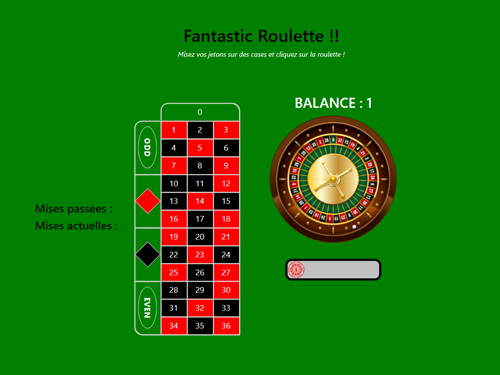 Fantastic Roulette !!
Misez vos jetons sur des cases et cliquez sur la roulette !
BALANCE : 1
0
1 2 3
4 5 6
7 8 9
10 11 12
13 14 15
16 17 18
19 20 21
22 23 24
25 26 27
28 29 30
31 32 33
34 35 36
ODD
EVEN
Mises passées :
Mises actuelles :